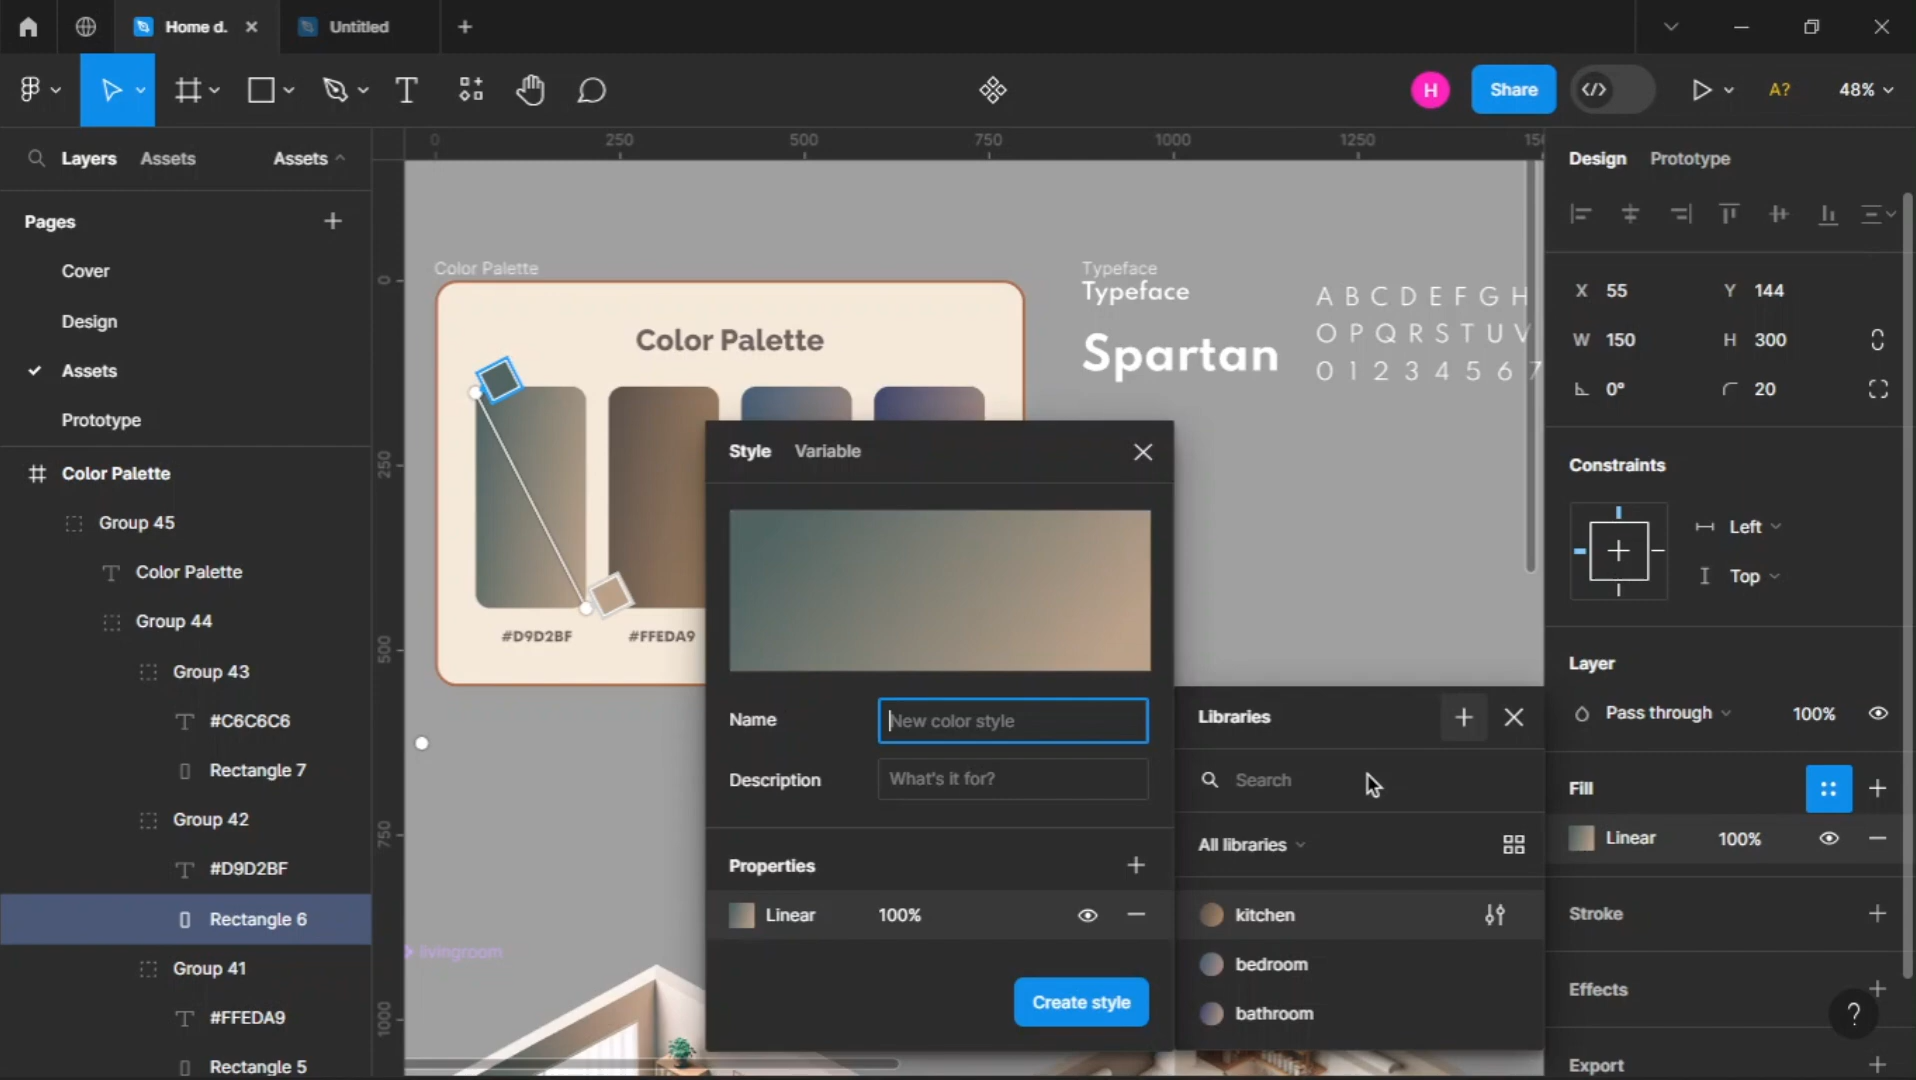 Home d.
Untitled
H
Share
A?
48%
Layers
Assets
Assets
Pages
Cover
Design
Assets
Prototype
Color Palette
Group 45
Color Palette
Group 44
Group 43
#C6C6C6
Rectangle 7
Group 42
#D9D2BF
Rectangle 6
Group 41
#FFEDA9
Rectangle 5
0
250
500
750
1000
1250
0
250
500
750
1000
Color Palette
Color Palette
#D9D2BF
#FFEDA9
livingroom
Typeface
Typeface
Spartan
A B C D E F G H
O P Q R S T U V
0 1 2 3 4 5 6 7
Style
Variable
Name
New color style
Description
What's it for?
Properties
Linear
100%
Create style
Libraries
Search
All libraries
kitchen
bedroom
bathroom
Design
Prototype
X 55
Y 144
W 150
H 300
0°
20
Constraints
Left
Top
Layer
Pass through
100%
Fill
Linear
100%
Stroke
Effects
?
Export